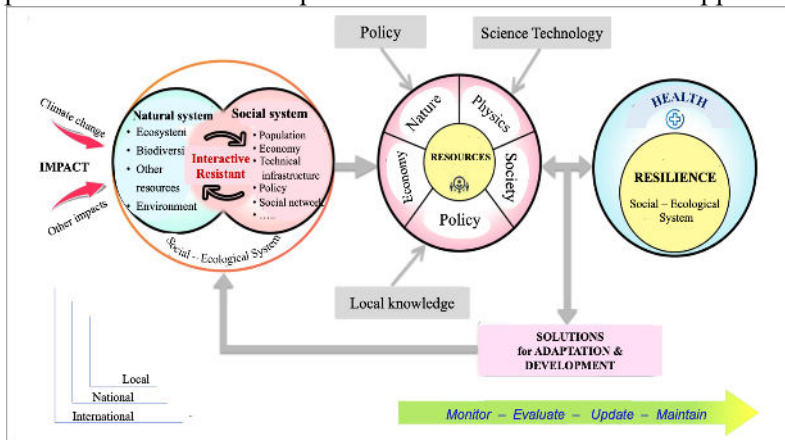 Policy
Science Technology
Climate change
IMPACT
Other impacts
Natural system
• Ecosystem
• Biodiversi
• Other
resources
• Environment
Social system
• Population
• Economy
• Technical
infrastructure
• Policy
• Social network
• .....
Interactive
Resistant
Social – Ecological System
Nature
Physics
Economy
Society
Policy
RESOURCES
HEALTH
RESILIENCE
Social – Ecological
System
Local knowledge
SOLUTIONS
for ADAPTATION &
DEVELOPMENT
Local
National
International
Monitor – Evaluate – Update – Maintain